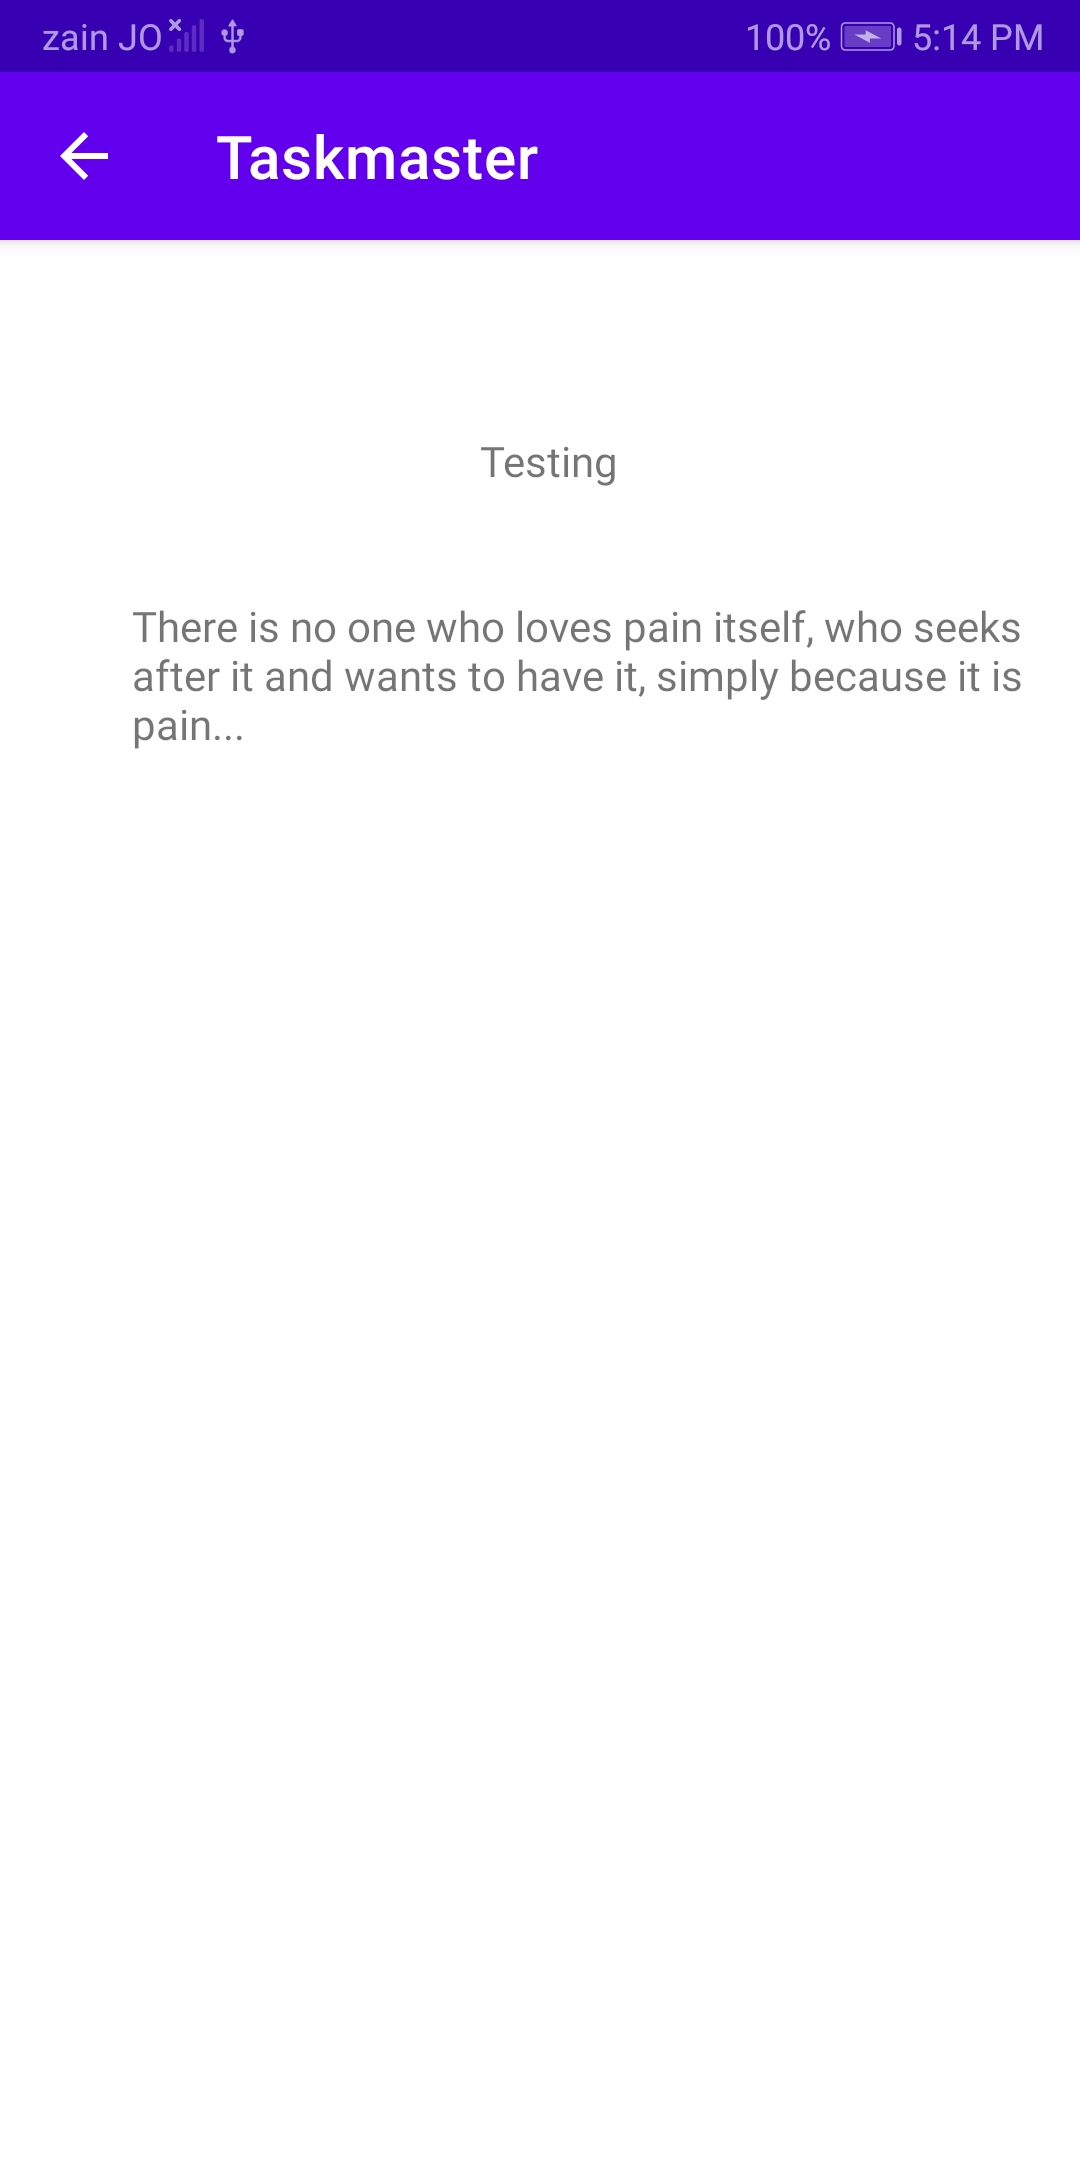 zain JO 100% 5:14 PM
Taskmaster
Testing
There is no one who loves pain itself, who seeks
after it and wants to have it, simply because it is
pain...